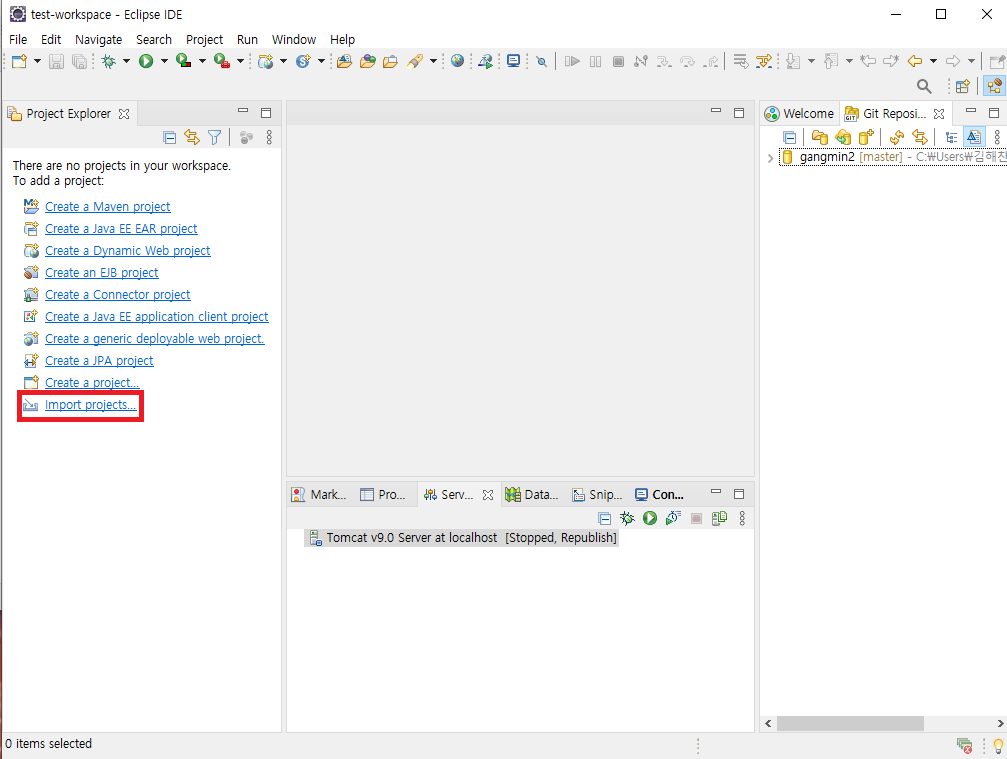 test-workspace - Eclipse IDE
File Edit Navigate Search Project Run Window Help
Project Explorer
There are no projects in your workspace.
To add a project:
Create a Maven project
Create a Java EE EAR project
Create a Dynamic Web project
Create an EJB project
Create a Connector project
Create a Java EE application client project
Create a generic deployable web project.
Create a JPA project
Create a project...
Import projects...
Welcome Git Reposi...
gangmin2 [master] - C:₩Users₩김해진
Mark... Pro... Serv... Data... Snip... Con...
Tomcat v9.0 Server at localhost [Stopped, Republish]
0 items selected